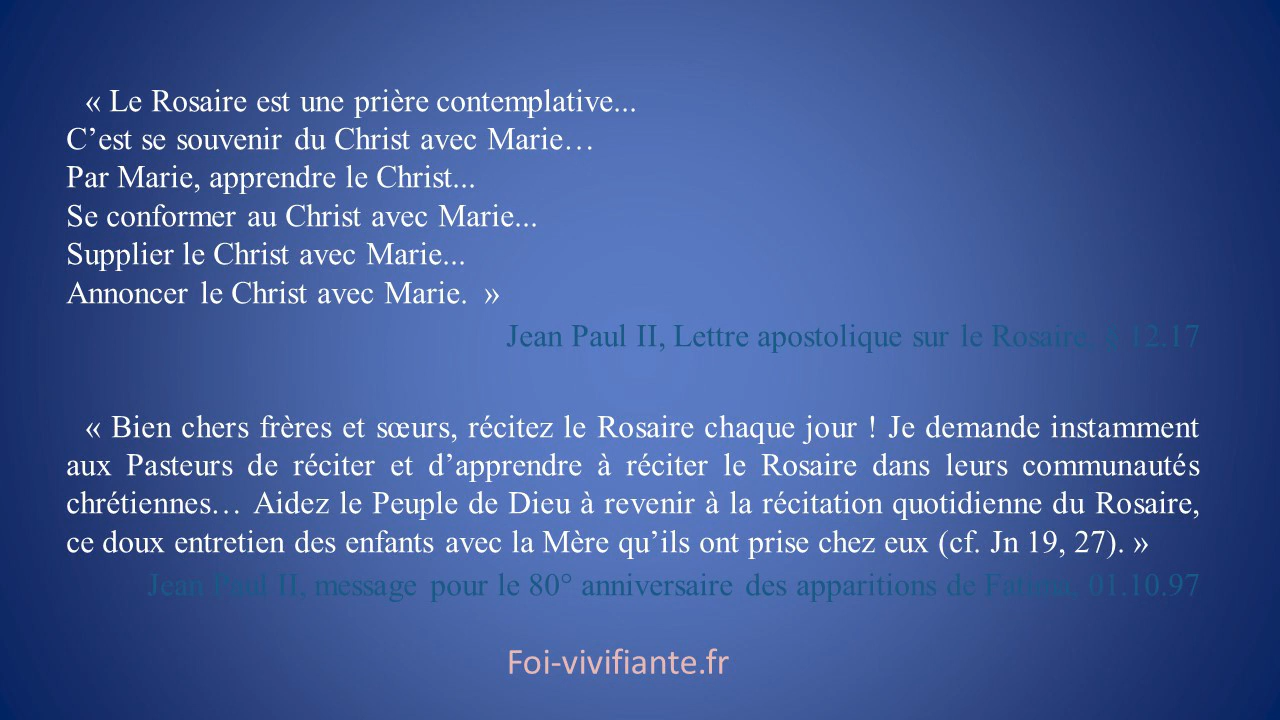 « Le Rosaire est une prière contemplative...
C’est se souvenir du Christ avec Marie…
Par Marie, apprendre le Christ...
Se conformer au Christ avec Marie...
Supplier le Christ avec Marie...
Annoncer le Christ avec Marie. »
Jean Paul II, Lettre apostolique sur le Rosaire, § 12.17
« Bien chers frères et sœurs, récitez le Rosaire chaque jour ! Je demande instamment
aux Pasteurs de réciter et d’apprendre à réciter le Rosaire dans leurs communautés
chrétiennes… Aidez le Peuple de Dieu à revenir à la récitation quotidienne du Rosaire,
ce doux entretien des enfants avec la Mère qu’ils ont prise chez eux (cf. Jn 19, 27). »
Jean Paul II, message pour le 80° anniversaire des apparitions de Fatima, 01.10.97
Foi-vivifiante.fr